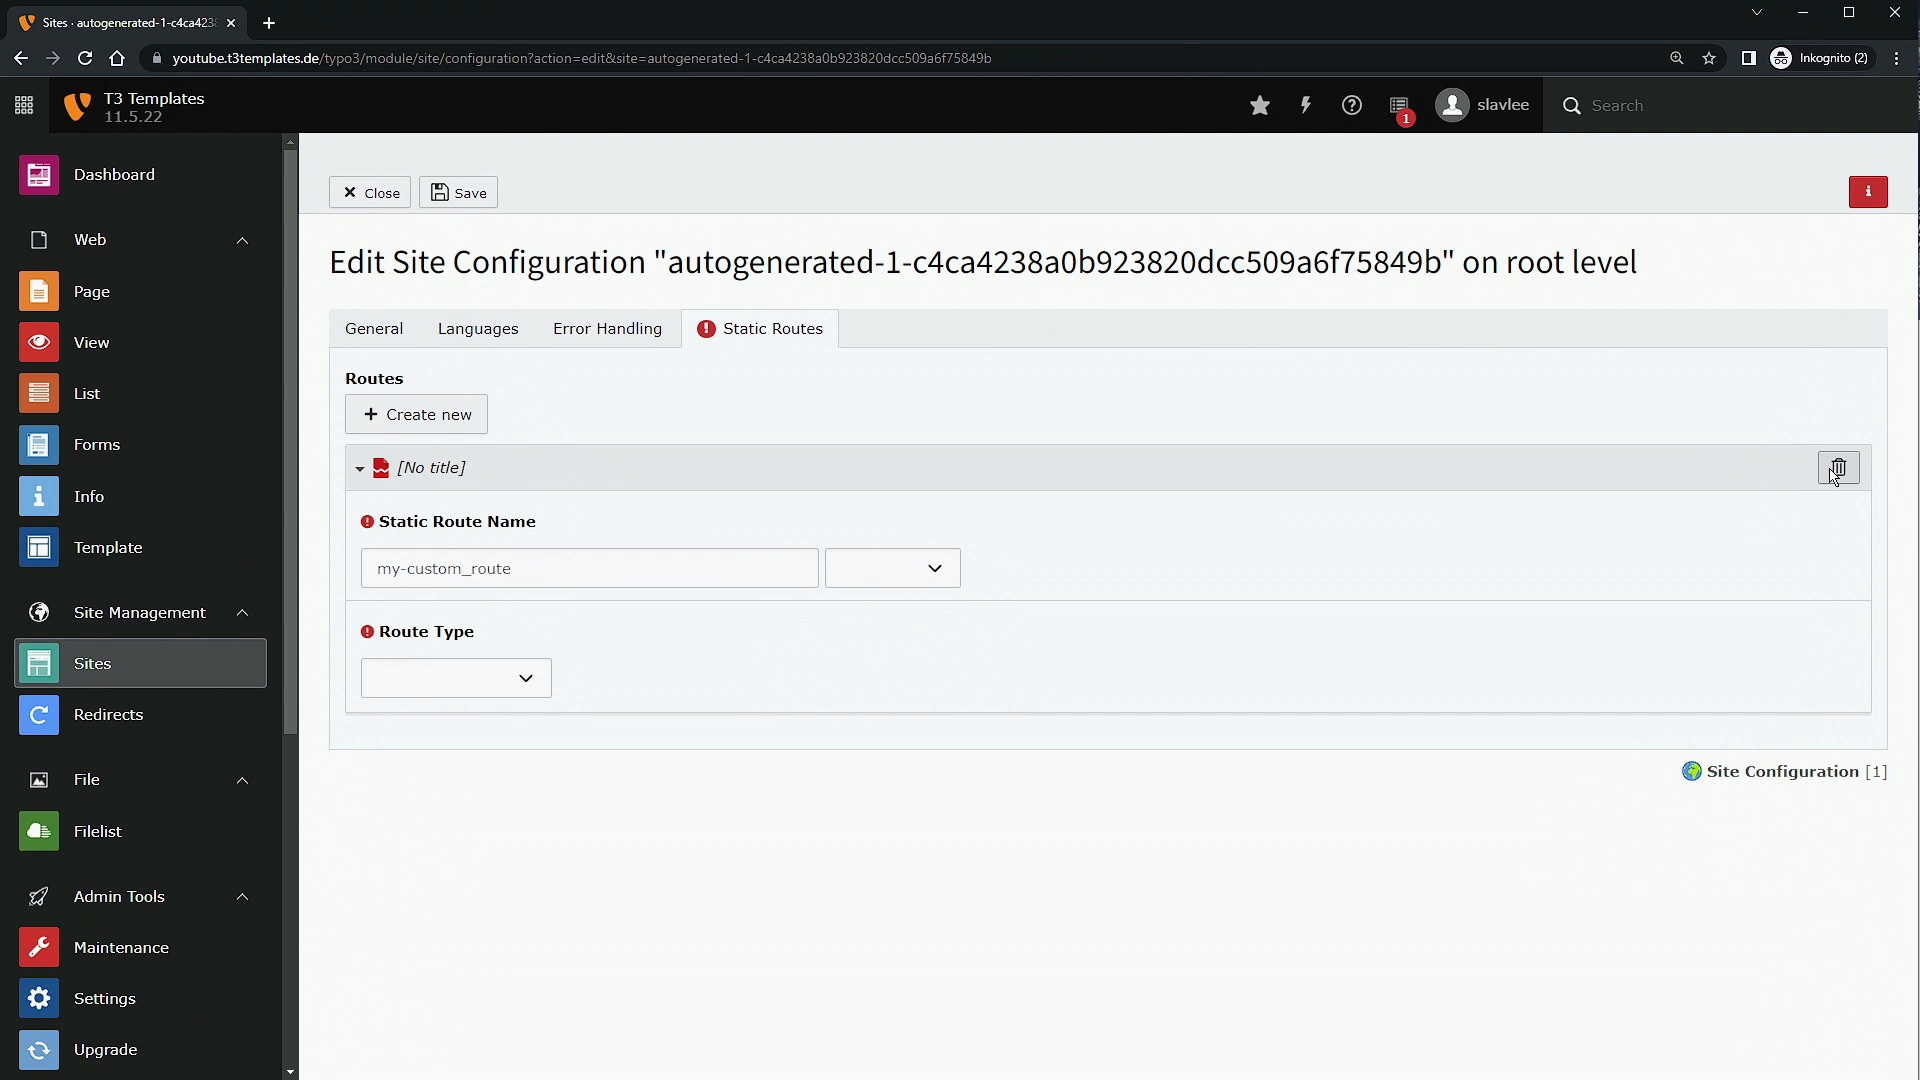 Sites · autogenerated-1-c4ca423
youtube.t3templates.de/typo3/module/site/configuration?action=edit&site=autogenerated-1-c4ca4238a0b923820dcc509a6f75849b
Inkognito (2)
T3 Templates
11.5.22
1
slavlee
Search
Dashboard
Web
Page
View
List
Forms
Info
Template
Site Management
Sites
Redirects
File
Filelist
Admin Tools
Maintenance
Settings
Upgrade
Close
Save
Edit Site Configuration "autogenerated-1-c4ca4238a0b923820dcc509a6f75849b" on root level
General
Languages
Error Handling
Static Routes
Routes
+ Create new
[No title]
Static Route Name
my-custom_route
Route Type
Site Configuration [1]